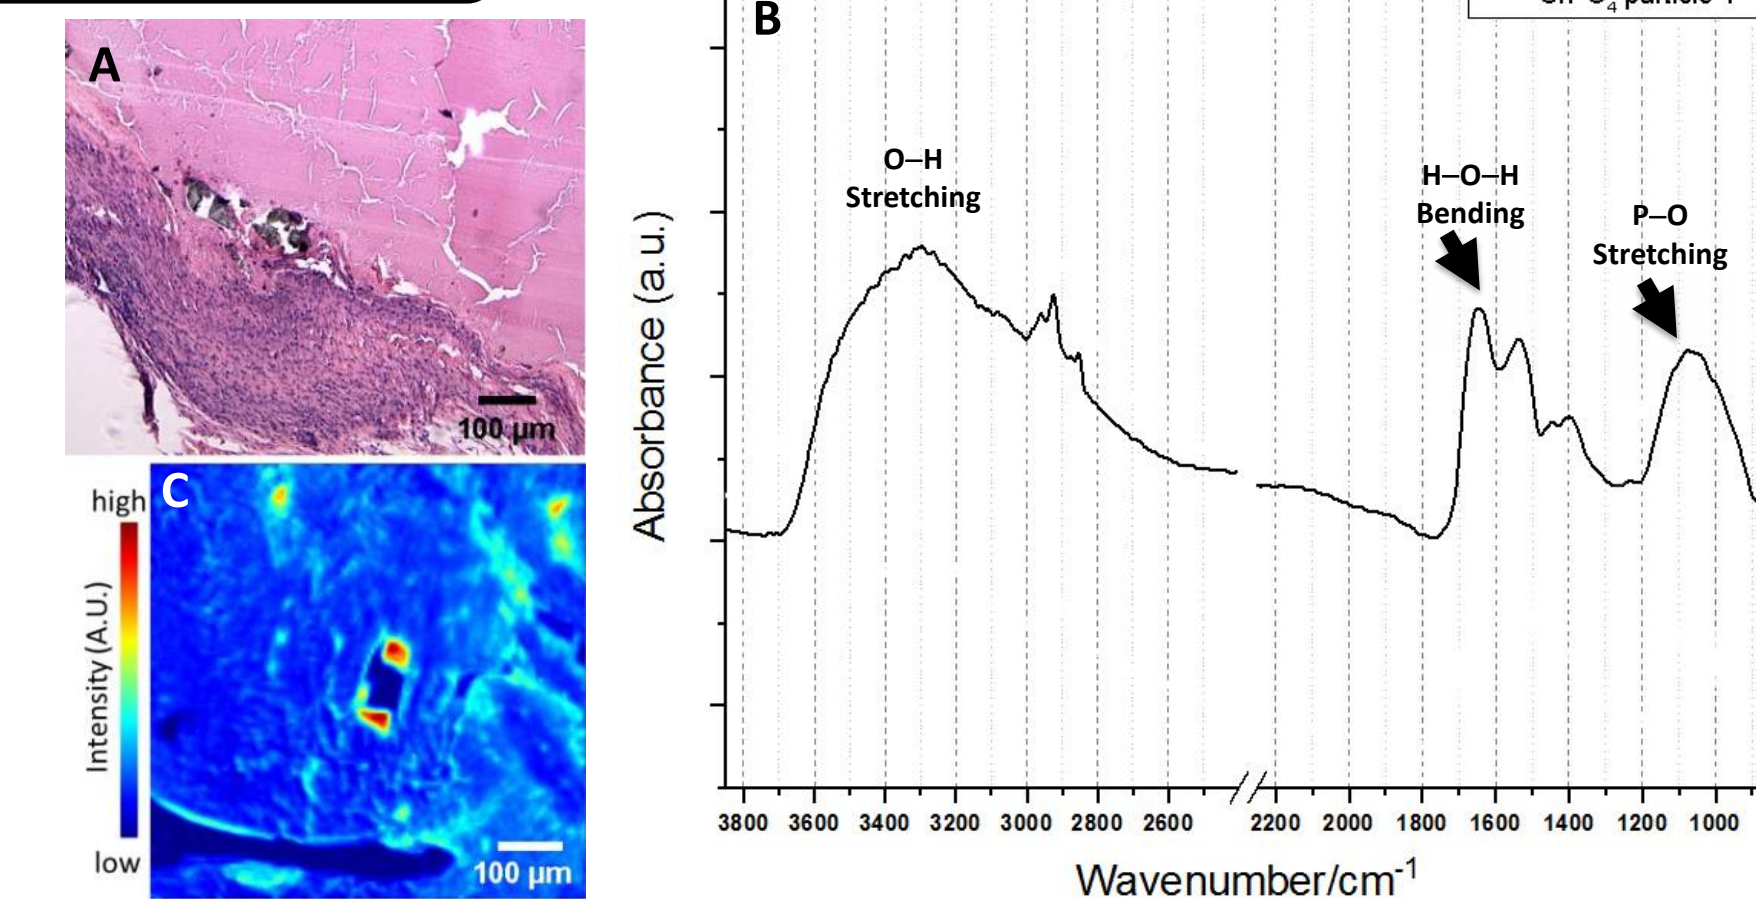 A
100 µm
high
C
Intensity (A.U.)
low
100 µm
B
particle
O–H
Stretching
H–O–H
Bending
P–O
Stretching
Absorbance (a.u.)
3800 3600 3400 3200 3000 2800 2600 2200 2000 1800 1600 1400 1200 1000
Wavenumber/cm⁻¹